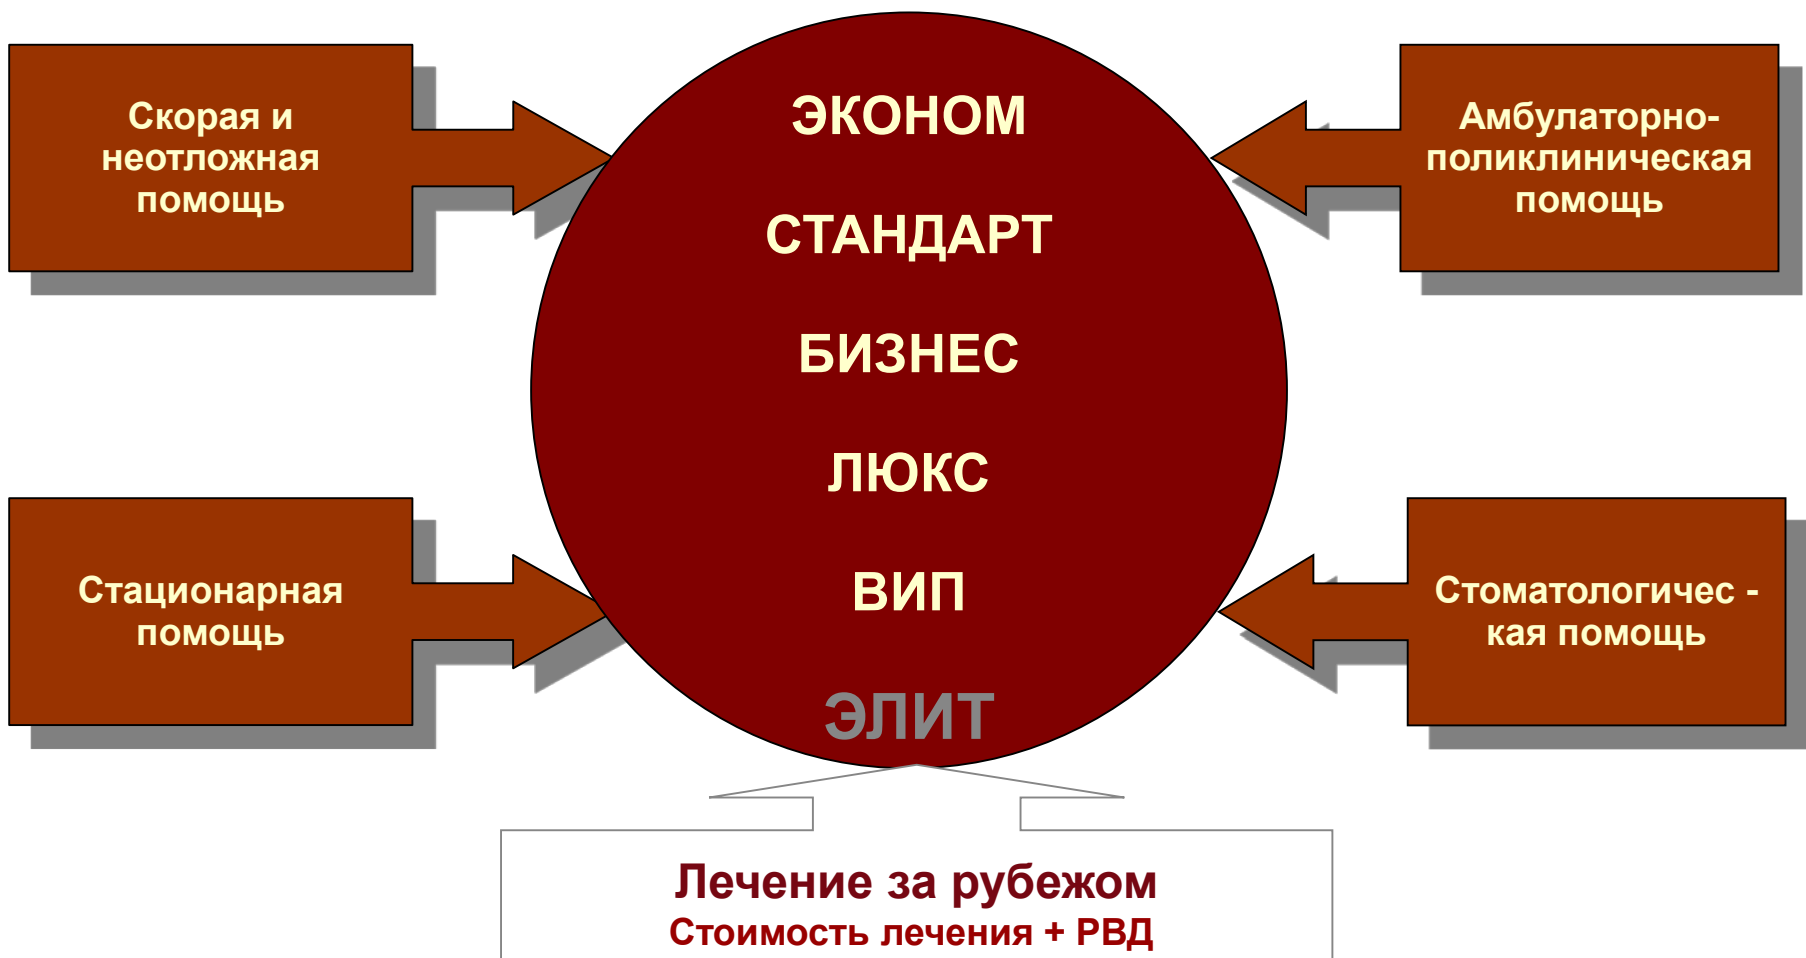 Скорая и
неотложная
помощь
ЭКОНОМ
СТАНДАРТ
БИЗНЕС
ЛЮКС
ВИП
ЭЛИТ
Амбулаторно-
поликлиническая
помощь
Стационарная
помощь
Стоматологичес -
кая помощь
Лечение за рубежом
Стоимость лечения + РВД